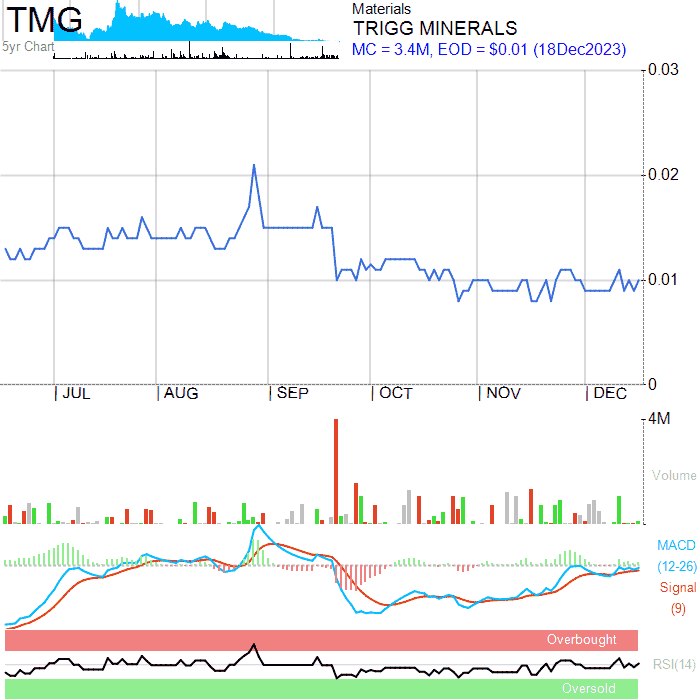 TMG
5yr Chart
Materials
TRIGG MINERALS
MC = 3.4M, EOD = $0.01 (18Dec2023)
0.03
0.02
0.01
0
JUL AUG SEP OCT NOV DEC
4M
Volume
MACD
(12-26)
Signal
(9)
Overbought
RSI(14)
Oversold